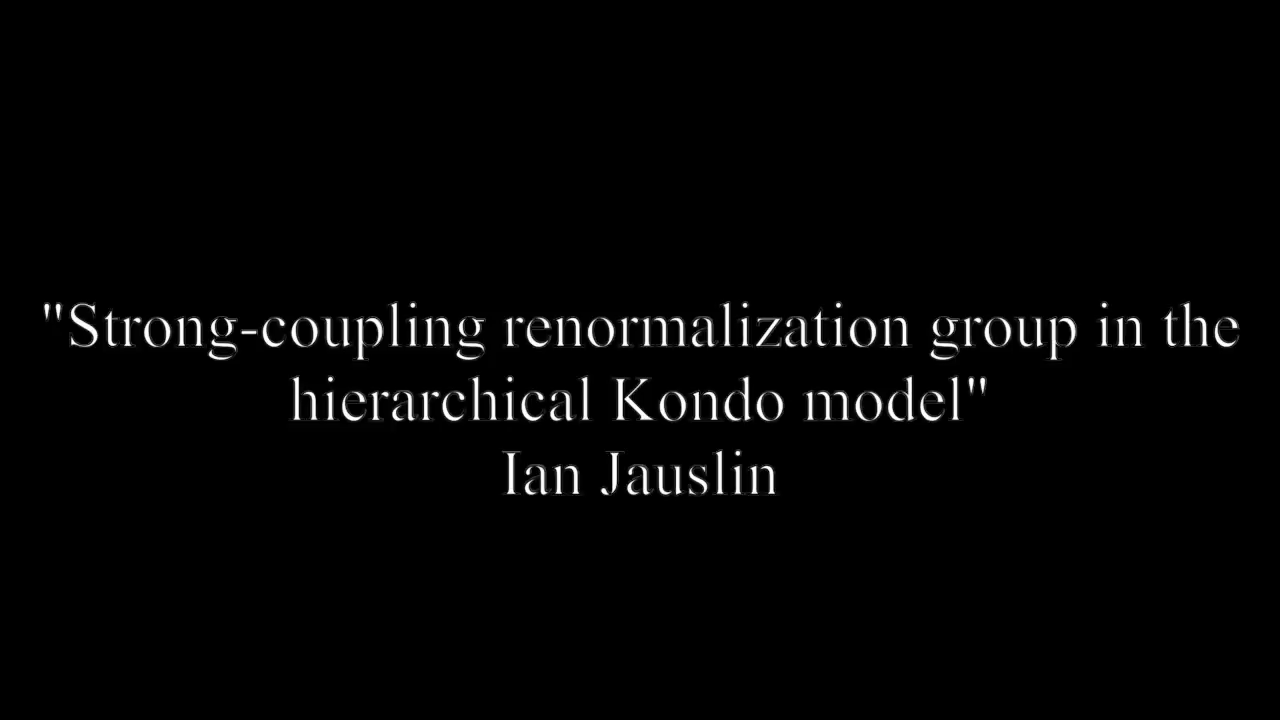 "Strong-coupling renormalization group in the
hierarchical Kondo model"
Ian Jauslin